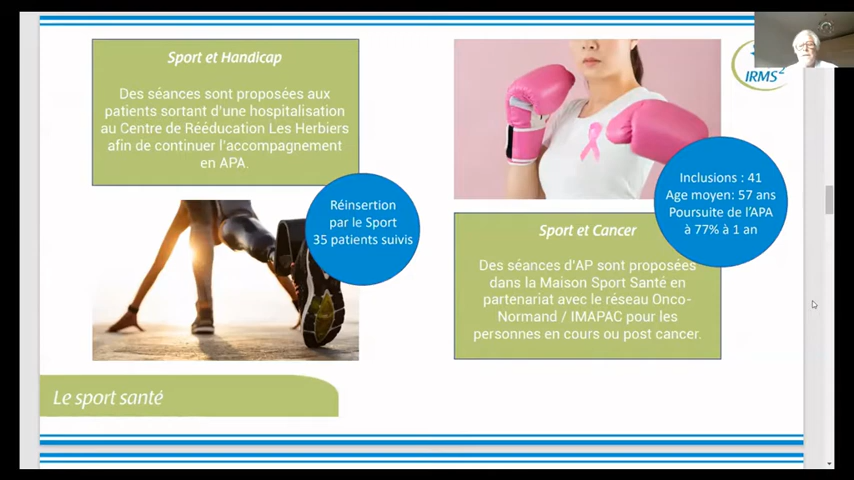 Sport et Handicap
Des séances sont proposées aux
patients sortant d'une hospitalisation
au Centre de Rééducation Les Herbiers
afin de continuer l'accompagnement
en APA.
Réinsertion
par le Sport
35 patients suivis
IRMS²
Inclusions : 41
Age moyen: 57 ans
Poursuite de l'APA
à 77% à 1 an
Sport et Cancer
Des séances d'AP sont proposées
dans la Maison Sport Santé en
partenariat avec le réseau Onco-
Normand / IMAPAC pour les
personnes en cours ou post cancer.
Le sport santé